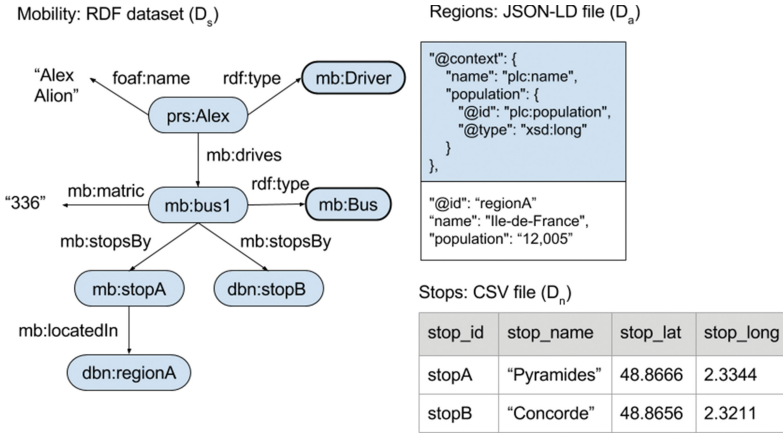 Mobility: RDF dataset (Ds)
“Alex Alion”
foaf:name
rdf:type
mb:Driver
prs:Alex
mb:drives
“336”
mb:matric
mb:bus1
rdf:type
mb:Bus
mb:stopsBy
mb:stopsBy
mb:stopA
dbn:stopB
mb:locatedIn
dbn:regionA
Regions: JSON-LD file (Da)
"@context": {
"name": "plc:name",
"population": {
"@id": "plc:population",
"@type": "xsd:long"
}
},
"@id": “regionA”
“name": "Ile-de-France",
"population": “12,005”
Stops: CSV file (Dn)
stop_id stop_name stop_lat stop_long
stopA “Pyramides” 48.8666 2.3344
stopB “Concorde” 48.8656 2.3211